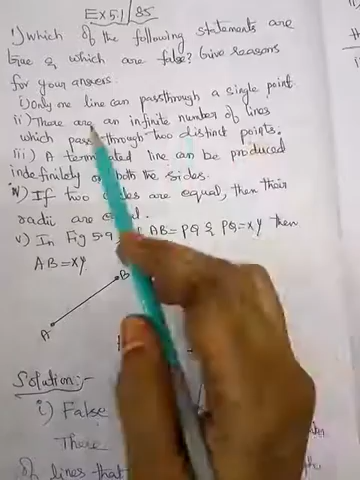 Ex 5.1 / 85
1) Which of the following statements are
true & which are false? Give reasons
for your answers.
i) Only one line can pass through a single point
ii) There are an infinite number of lines
which pass through two distinct points.
iii) A terminated line can be produced
indefinitely on both the sides.
iv) If two circles are equal, then their
radii are equal.
v) In Fig 5.9, if AB = PQ & PQ = XY then
AB = XY
B
A
Solution:-
i) False
There
of lines that